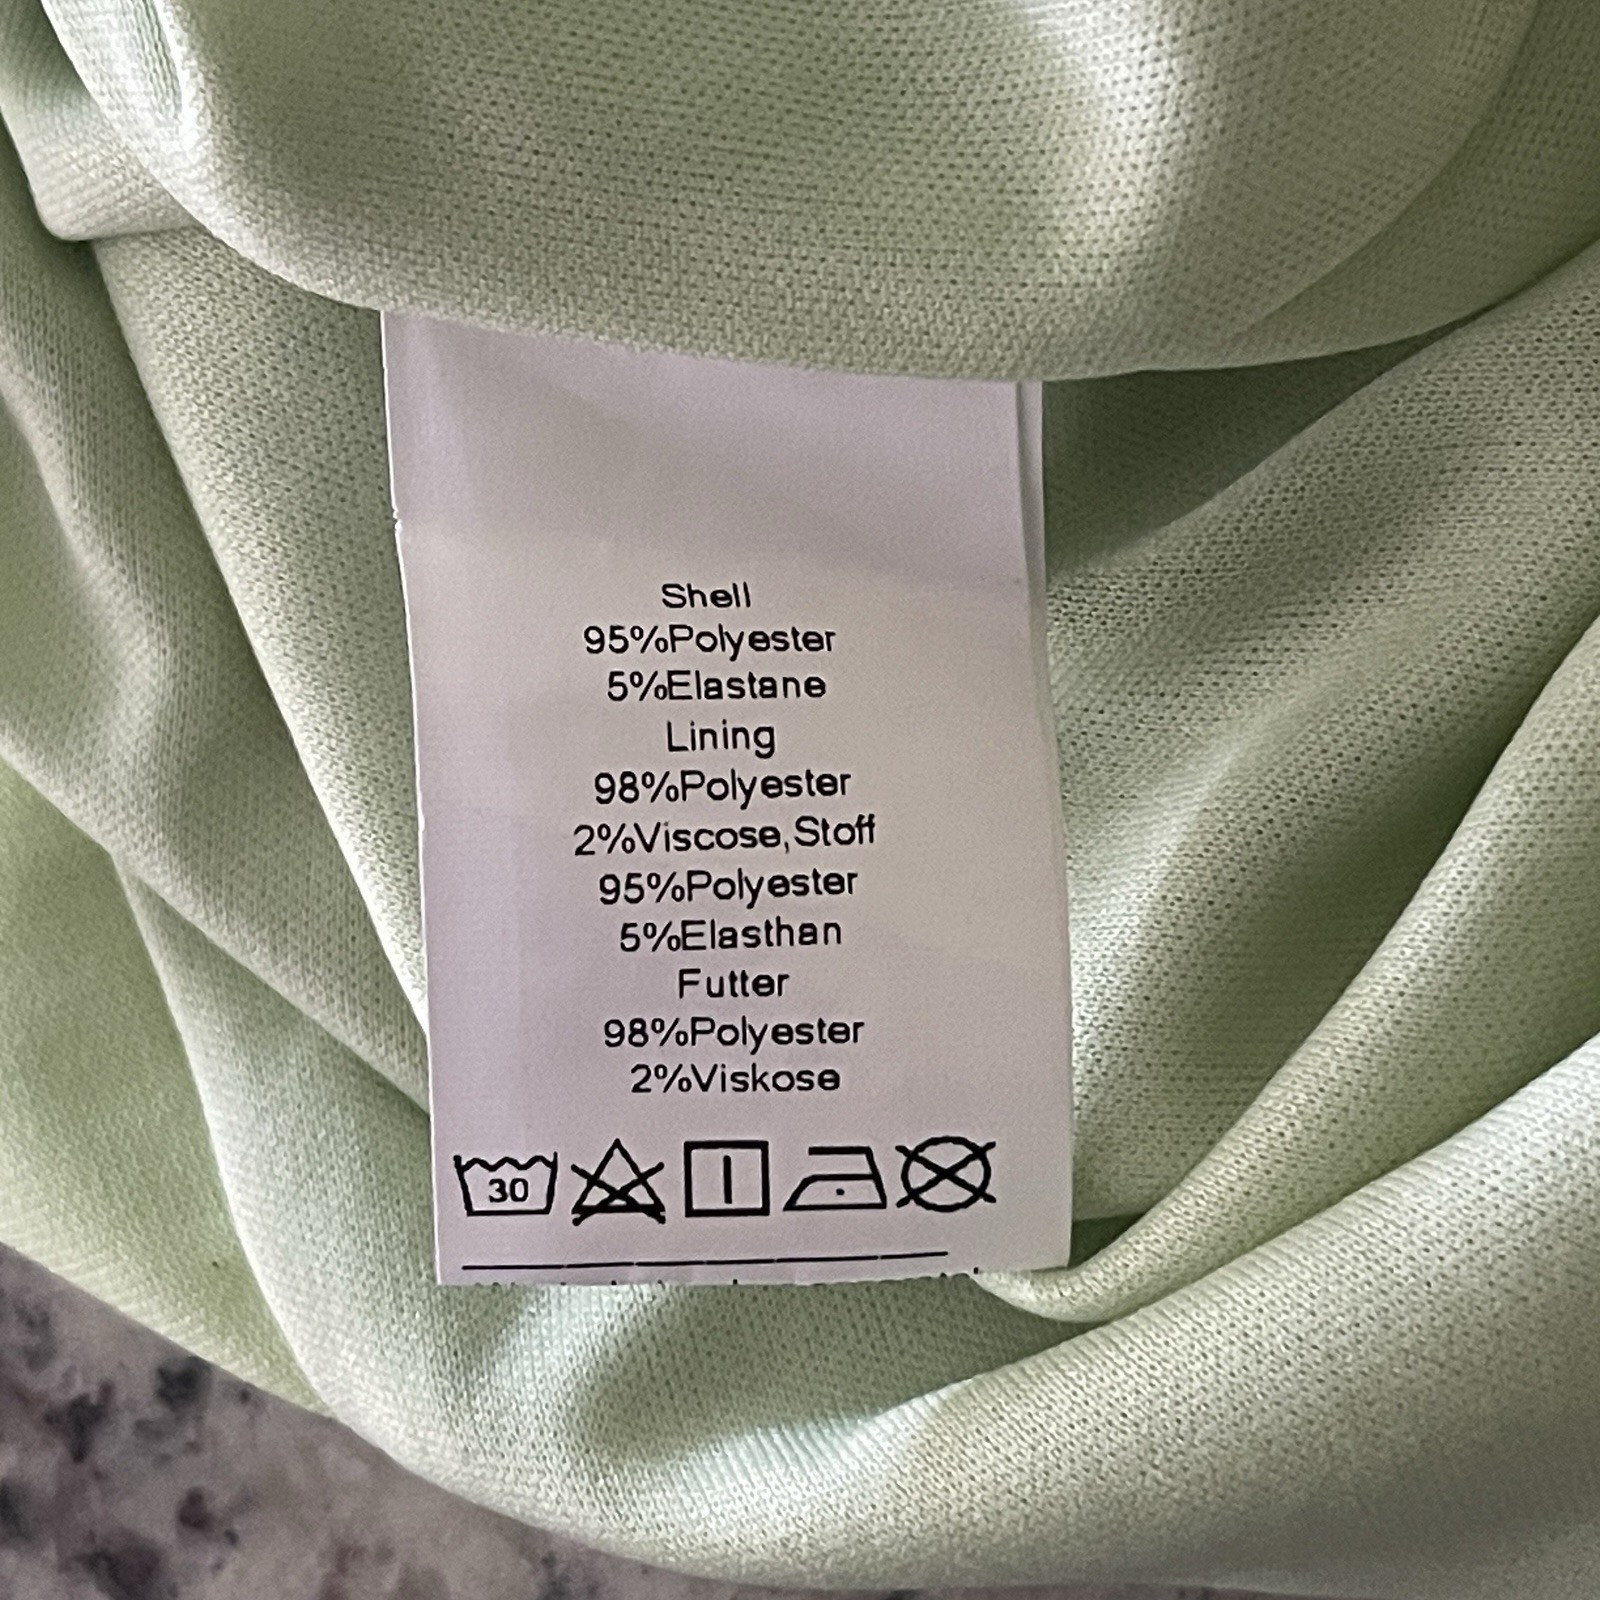 Shell
95%Polyester
5%Elastane
Lining
98%Polyester
2%Viscose,Stoff
95%Polyester
5%Elasthan
Futter
98%Polyester
2%Viskose
30